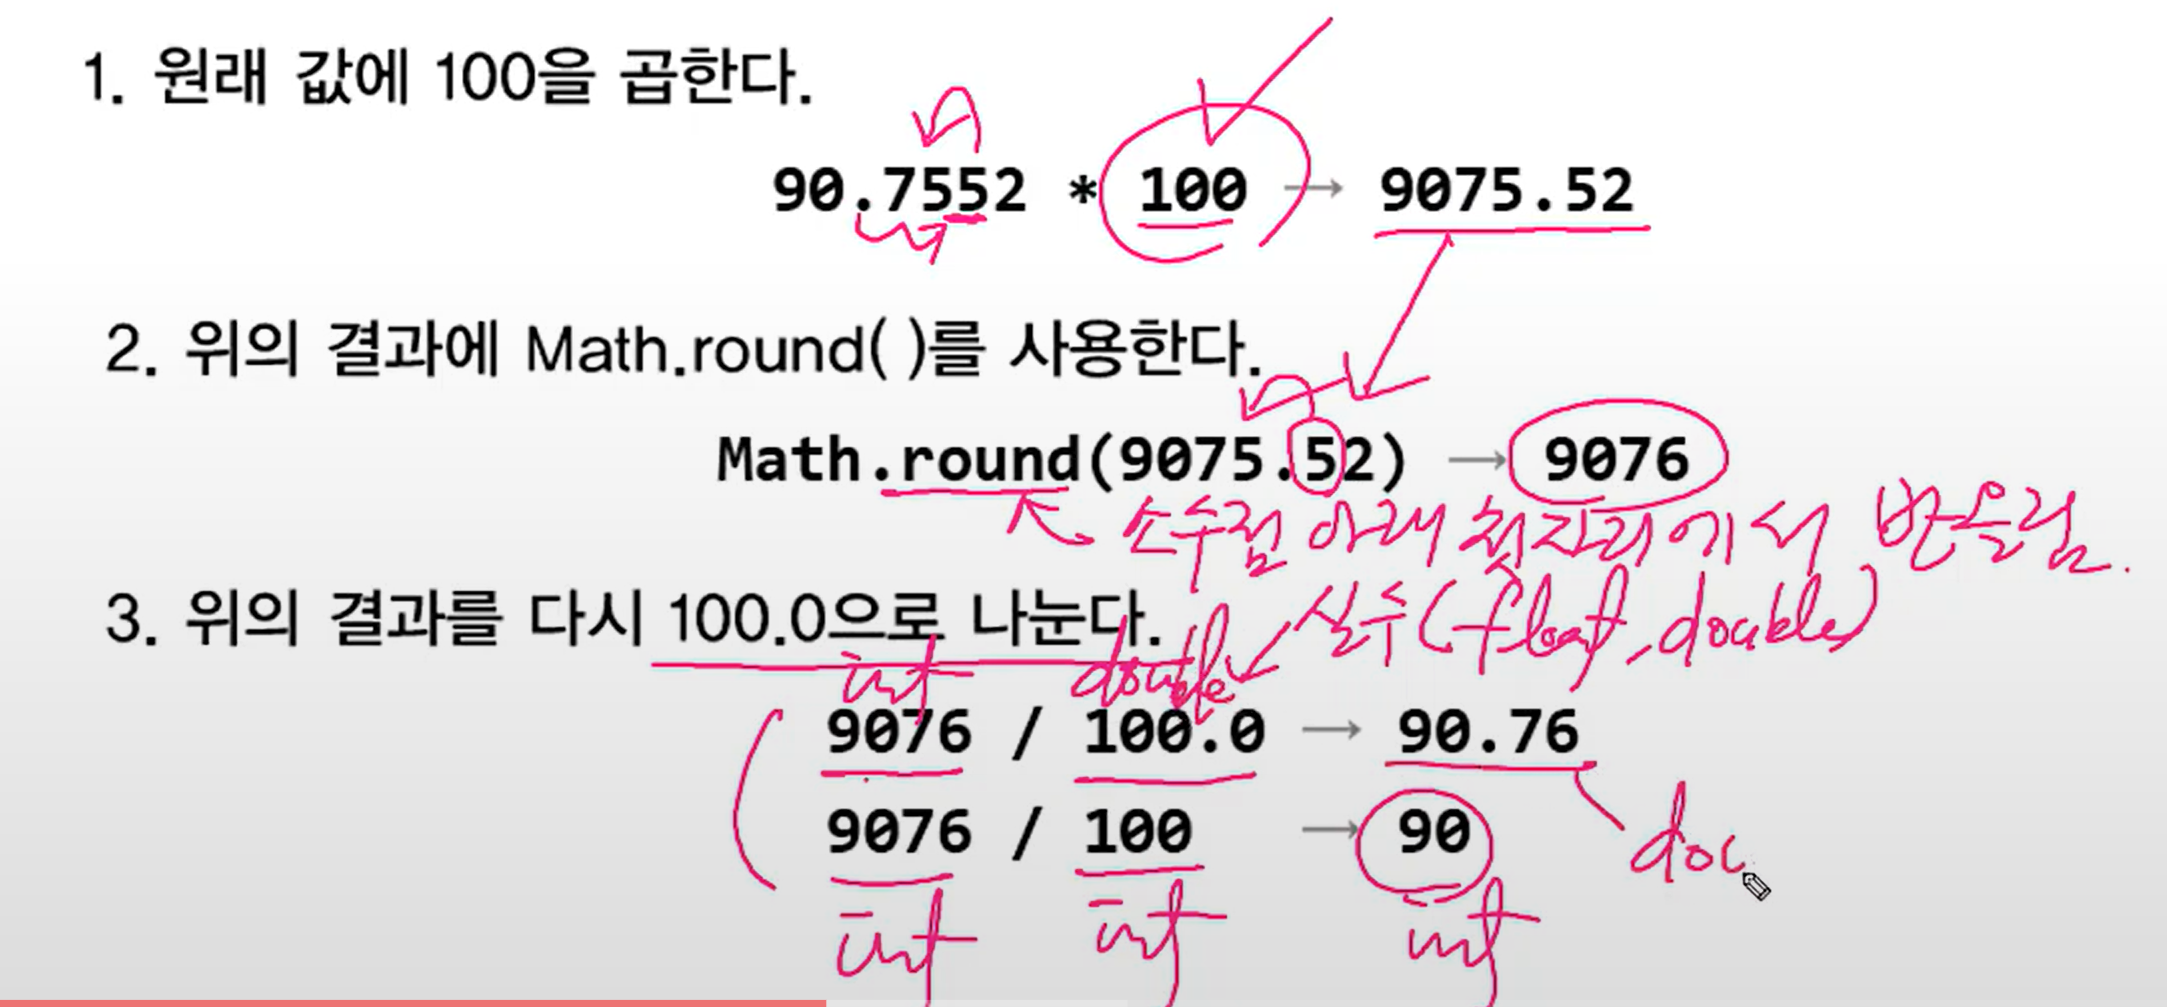 1. 원래 값에 100을 곱한다.
90.7552 * 100 → 9075.52
2. 위의 결과에 Math.round( )를 사용한다.
Math.round(9075.52) → 9076
소수점 아래 첫자리에서 반올림.
3. 위의 결과를 다시 100.0으로 나눈다.
실수(float, double)
int double
9076 / 100.0 → 90.76
9076 / 100 → 90
dou
int int int